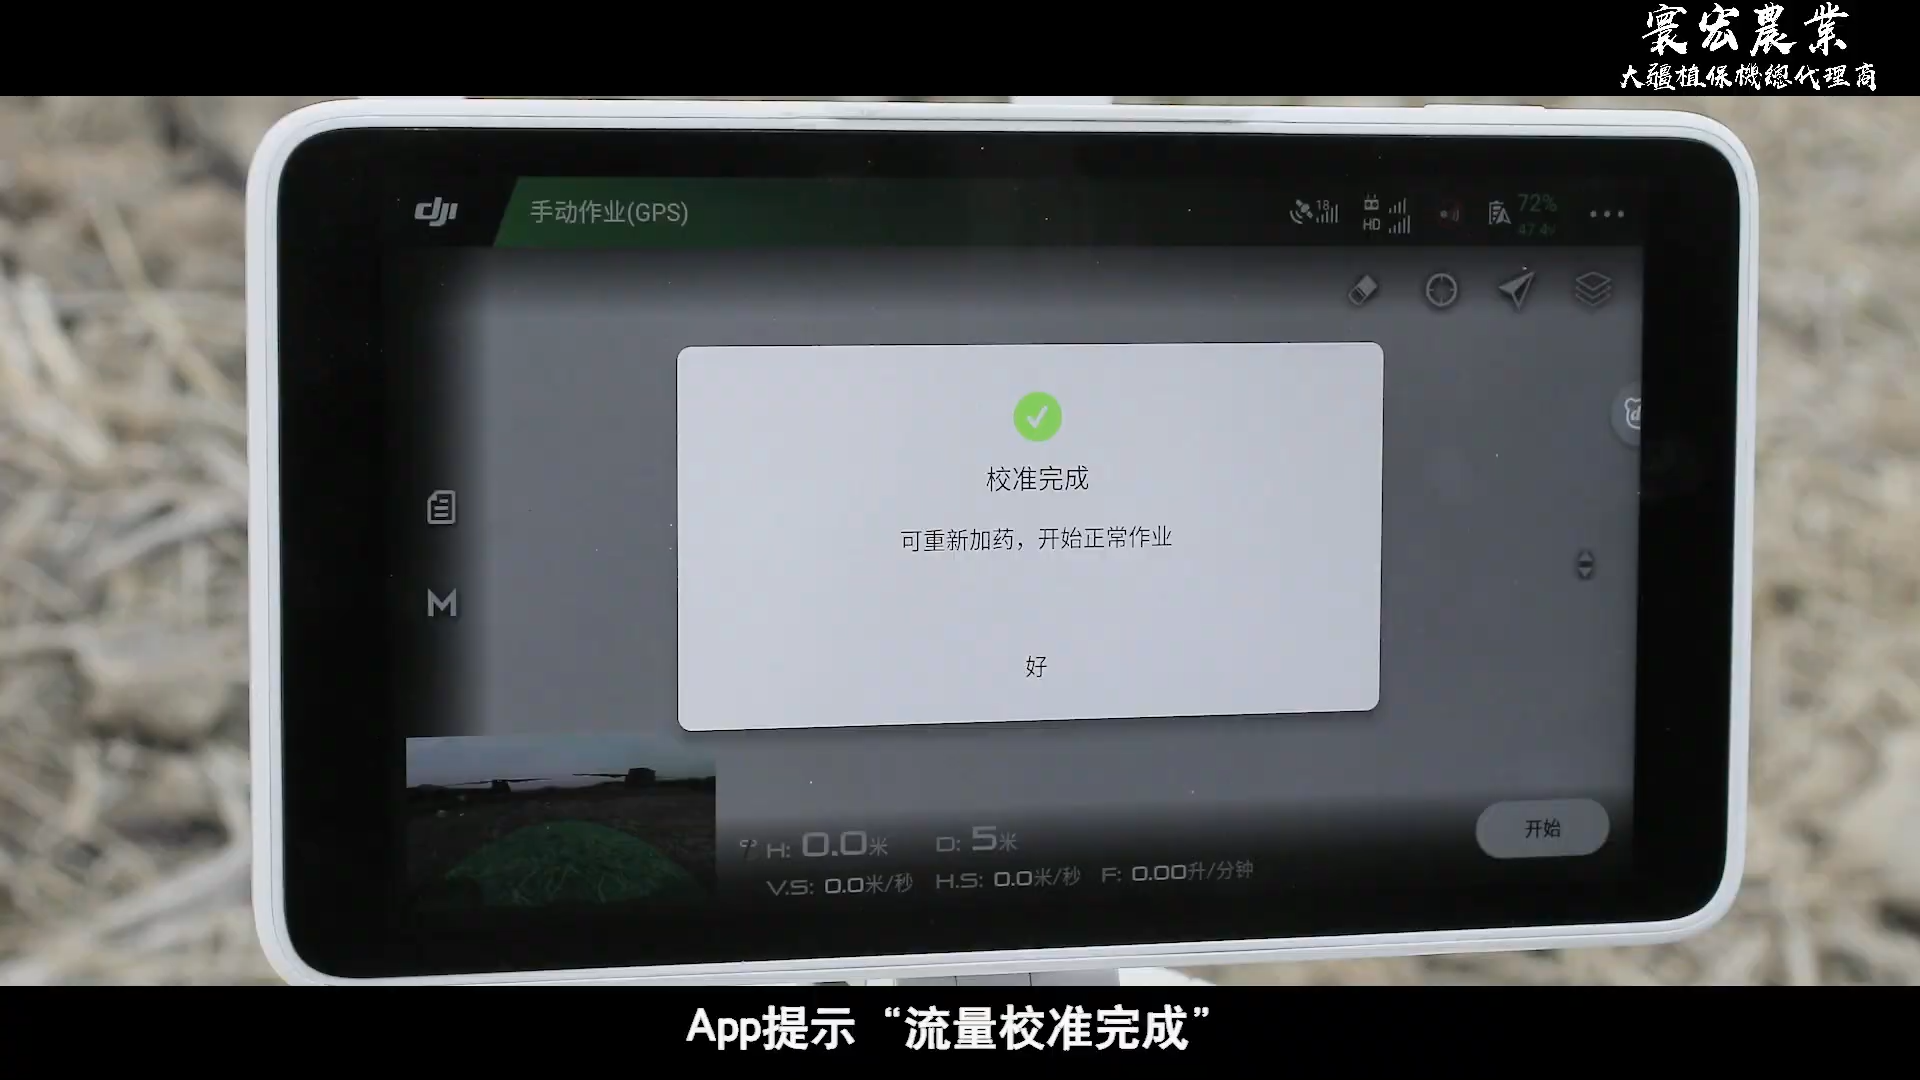 寰宏農業
大疆植保機總代理商
dji
手动作业(GPS)
18
HD
72%
47.4v
校准完成
可重新加药，开始正常作业
好
M
H: 0.0米 D: 5米
V.S: 0.0米/秒 H.S: 0.0米/秒 F: 0.00升/分钟
开始
App提示“流量校准完成”